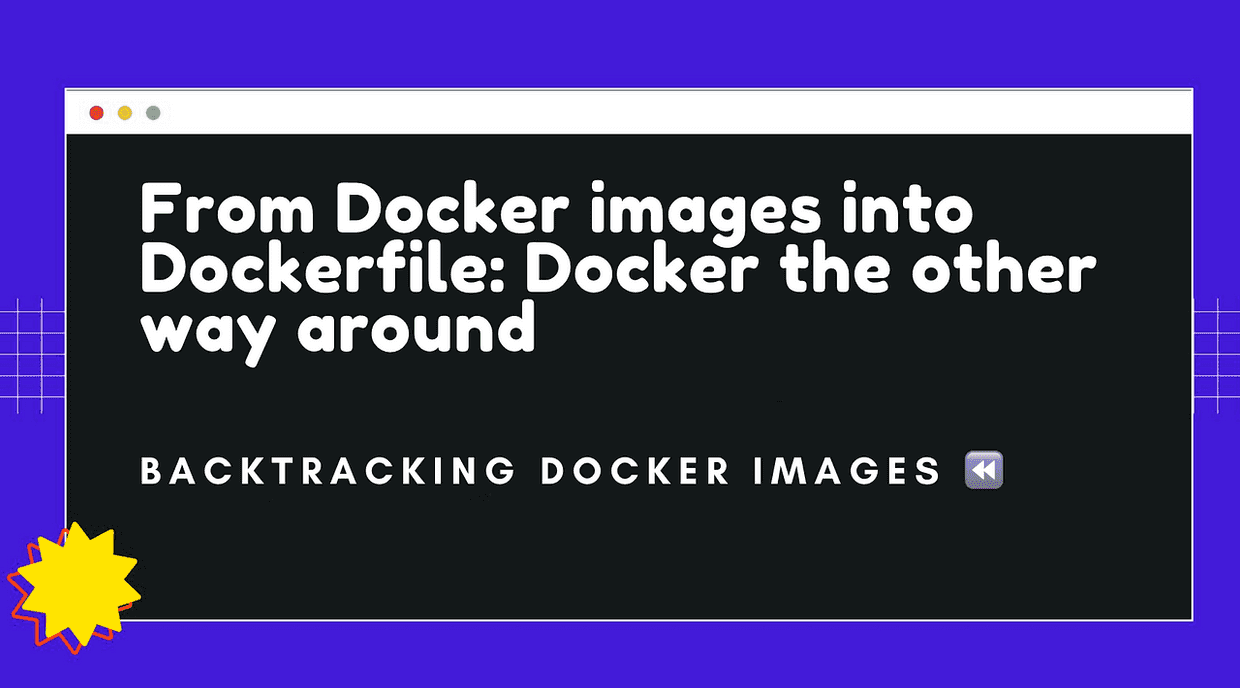 From Docker images into
Dockerfile: Docker the other
way around
BACKTRACKING DOCKER IMAGES ⏪